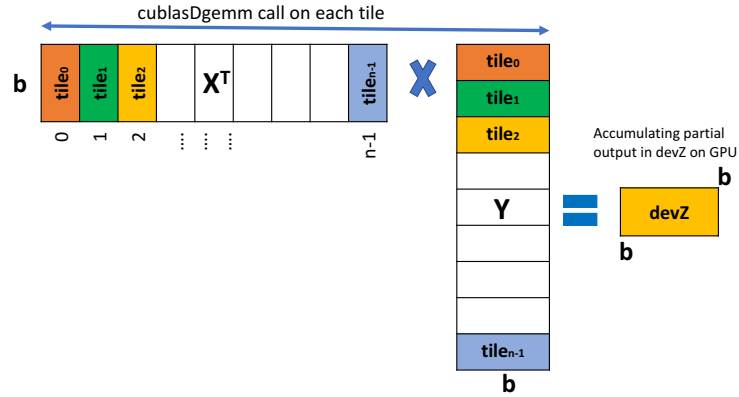 cublasDgemm call on each tile
b
tile0
tile1
tile2
X^T
tilen-1
0
1
2
....
....
....
n-1
tile0
tile1
tile2
Y
tilen-1
b
Accumulating partial
output in devZ on GPU
b
devZ
b